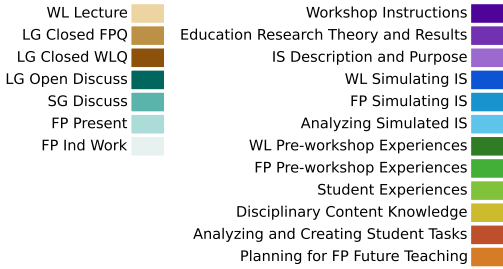 WL Lecture
LG Closed FPQ
LG Closed WLQ
LG Open Discuss
SG Discuss
FP Present
FP Ind Work
Workshop Instructions
Education Research Theory and Results
IS Description and Purpose
WL Simulating IS
FP Simulating IS
Analyzing Simulated IS
WL Pre-workshop Experiences
FP Pre-workshop Experiences
Student Experiences
Disciplinary Content Knowledge
Analyzing and Creating Student Tasks
Planning for FP Future Teaching